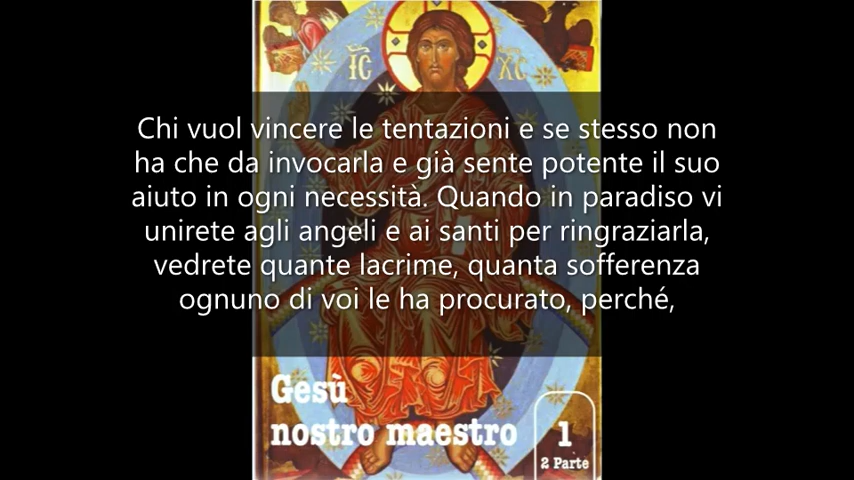 IC XC
Chi vuol vincere le tentazioni e se stesso non
ha che da invocarla e già sente potente il suo
aiuto in ogni necessità. Quando in paradiso vi
unirete agli angeli e ai santi per ringraziarla,
vedrete quante lacrime, quanta sofferenza
ognuno di voi le ha procurato, perché,
Gesù
nostro maestro
1
2 Parte